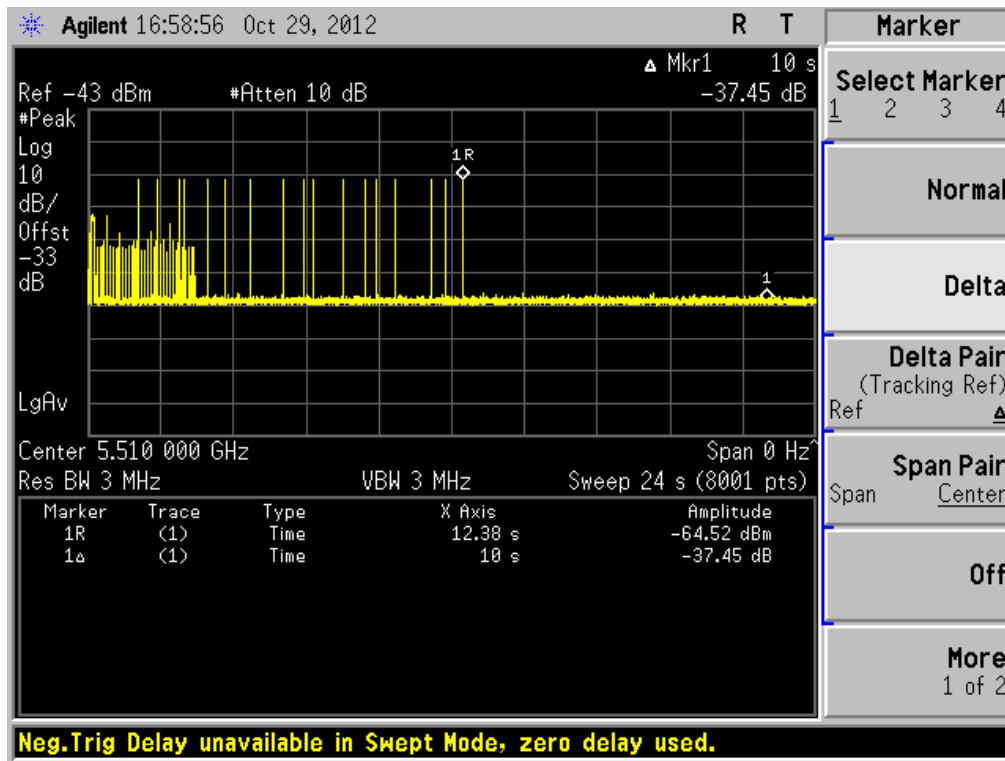 Agilent 16:58:56 Oct 29, 2012 R T
Δ Mkr1 10 s
Ref -43 dBm #Atten 10 dB -37.45 dB
#Peak
Log
10
dB/
Offst
-33
dB
1R
1
LgAv
Center 5.510 000 GHz Span 0 Hz^
Res BW 3 MHz VBW 3 MHz Sweep 24 s (8001 pts)
Marker Trace Type X Axis Amplitude
1R (1) Time 12.38 s -64.52 dBm
1Δ (1) Time 10 s -37.45 dB
Neg.Trig Delay unavailable in Swept Mode, zero delay used.
Marker
Select Marker
1 2 3 4
Normal
Delta
Delta Pair
(Tracking Ref)
Ref Δ
Span Pair
Span Center
Off
More
1 of 2